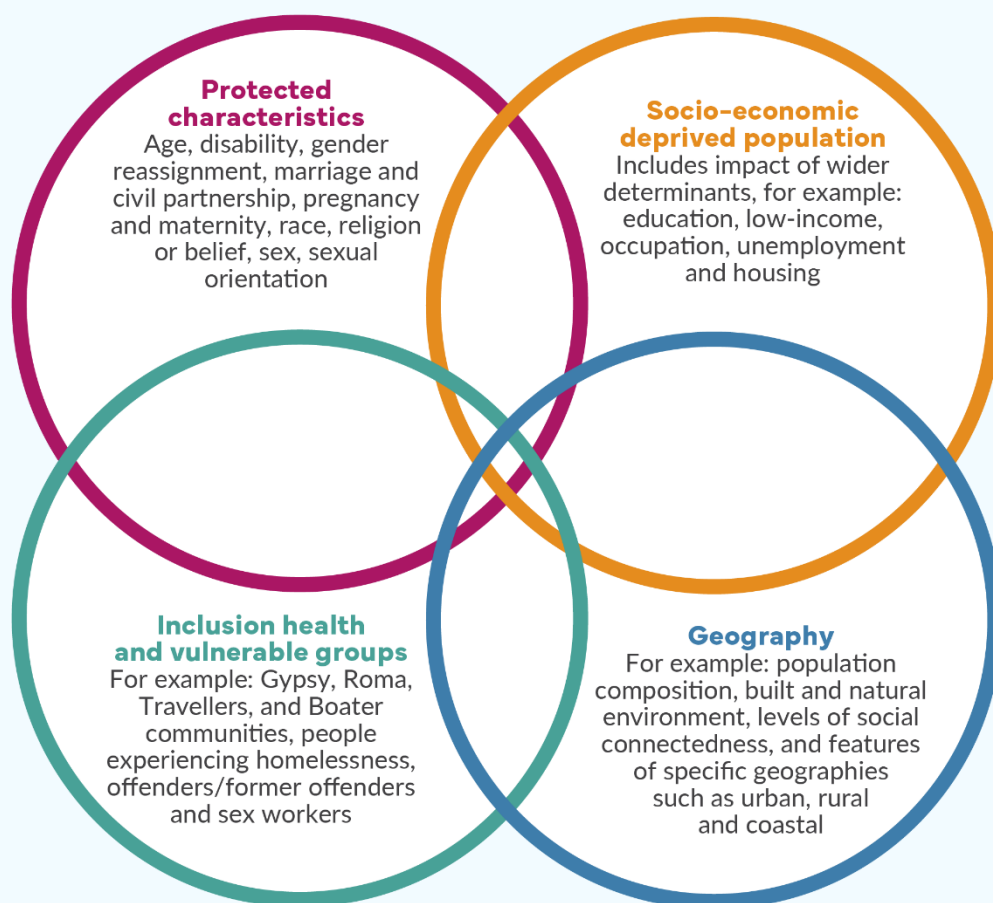 Protected
characteristics
Age, disability, gender
reassignment, marriage and
civil partnership, pregnancy
and maternity, race, religion
or belief, sex, sexual
orientation
Socio-economic
deprived population
Includes impact of wider
determinants, for example:
education, low-income,
occupation, unemployment
and housing
Inclusion health
and vulnerable groups
For example: Gypsy, Roma,
Travellers, and Boater
communities, people
experiencing homelessness,
offenders/former offenders
and sex workers
Geography
For example: population
composition, built and natural
environment, levels of social
connectedness, and features
of specific geographies
such as urban, rural
and coastal